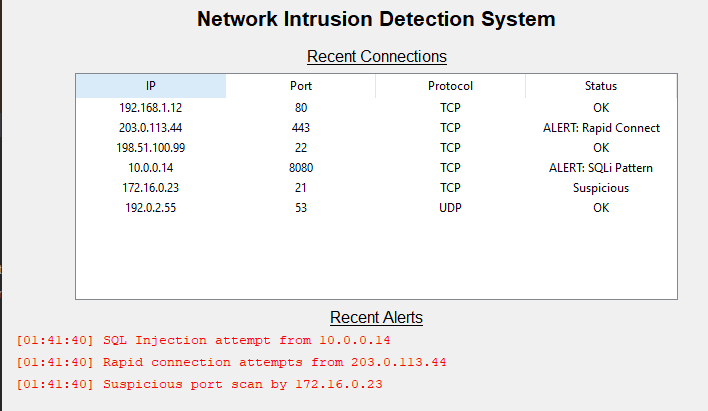 Network Intrusion Detection System
Recent Connections
IP Port Protocol Status
192.168.1.12 80 TCP OK
203.0.113.44 443 TCP ALERT: Rapid Connect
198.51.100.99 22 TCP OK
10.0.0.14 8080 TCP ALERT: SQLi Pattern
172.16.0.23 21 TCP Suspicious
192.0.2.55 53 UDP OK
Recent Alerts
[01:41:40] SQL Injection attempt from 10.0.0.14
[01:41:40] Rapid connection attempts from 203.0.113.44
[01:41:40] Suspicious port scan by 172.16.0.23